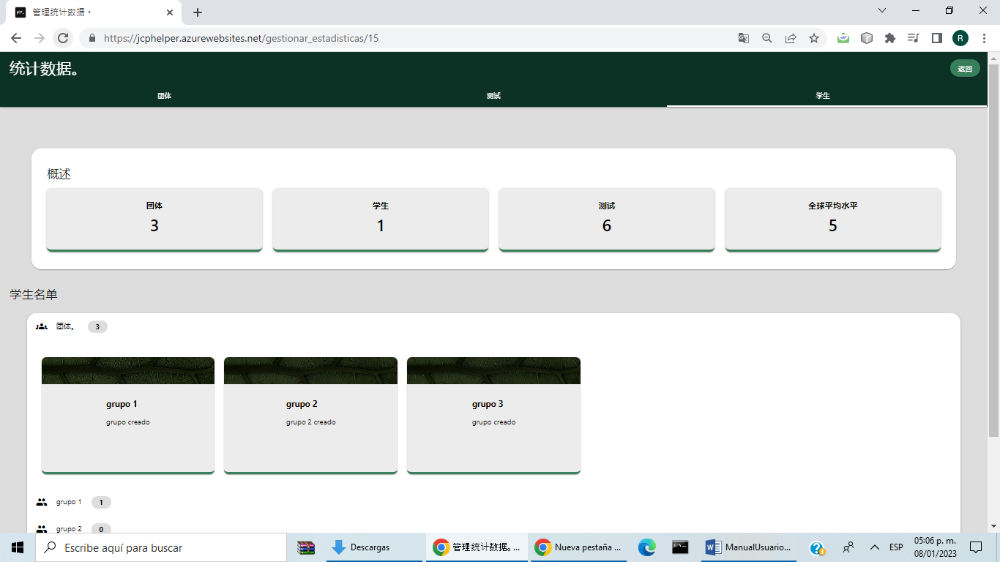 管理统计数据。
https://jcphelper.azurewebsites.net/gestionar_estadisticas/15
R
统计数据。
返回
团体
测试
学生
概述
团体
3
学生
1
测试
6
全球平均水平
5
学生名单
团体。 3
grupo 1
grupo creado
grupo 2
grupo 2 creado
grupo 3
grupo creado
grupo 1 1
grupo 2 0
Escribe aquí para buscar
Descargas
管理统计数据。...
Nueva pestaña ...
ManualUsuario...
ESP
05:06 p. m.
08/01/2023